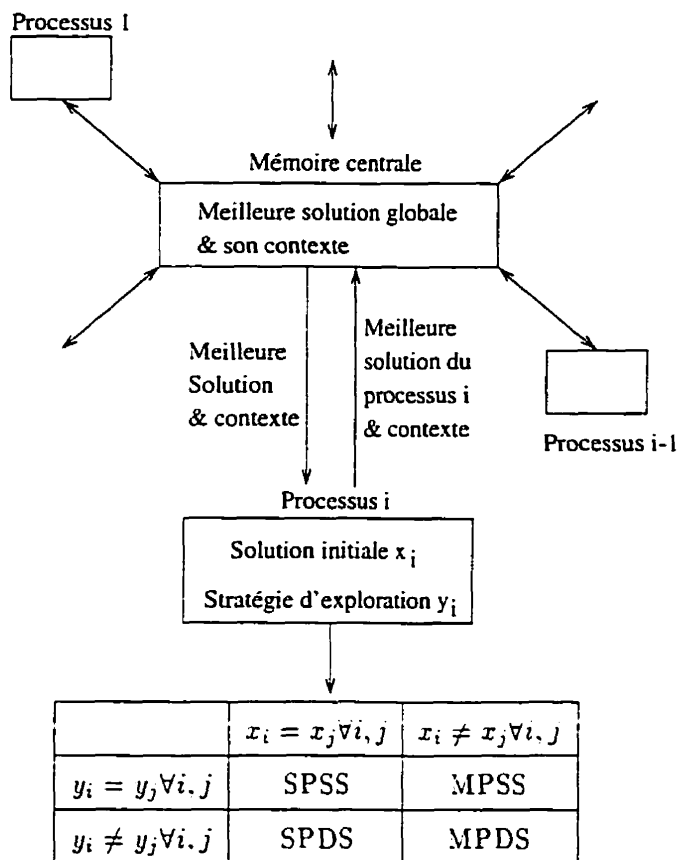 Processus 1
Mémoire centrale
Meilleure solution globale
& son contexte
Meilleure
Solution
& contexte
Meilleure
solution du
processus i
& contexte
Processus i-1
Processus i
Solution initiale x_i
Stratégie d'exploration y_i
x_i = x_j ∀i, j x_i ≠ x_j ∀i, j
y_i = y_j ∀i, j SPSS MPSS
y_i ≠ y_j ∀i, j SPDS MPDS